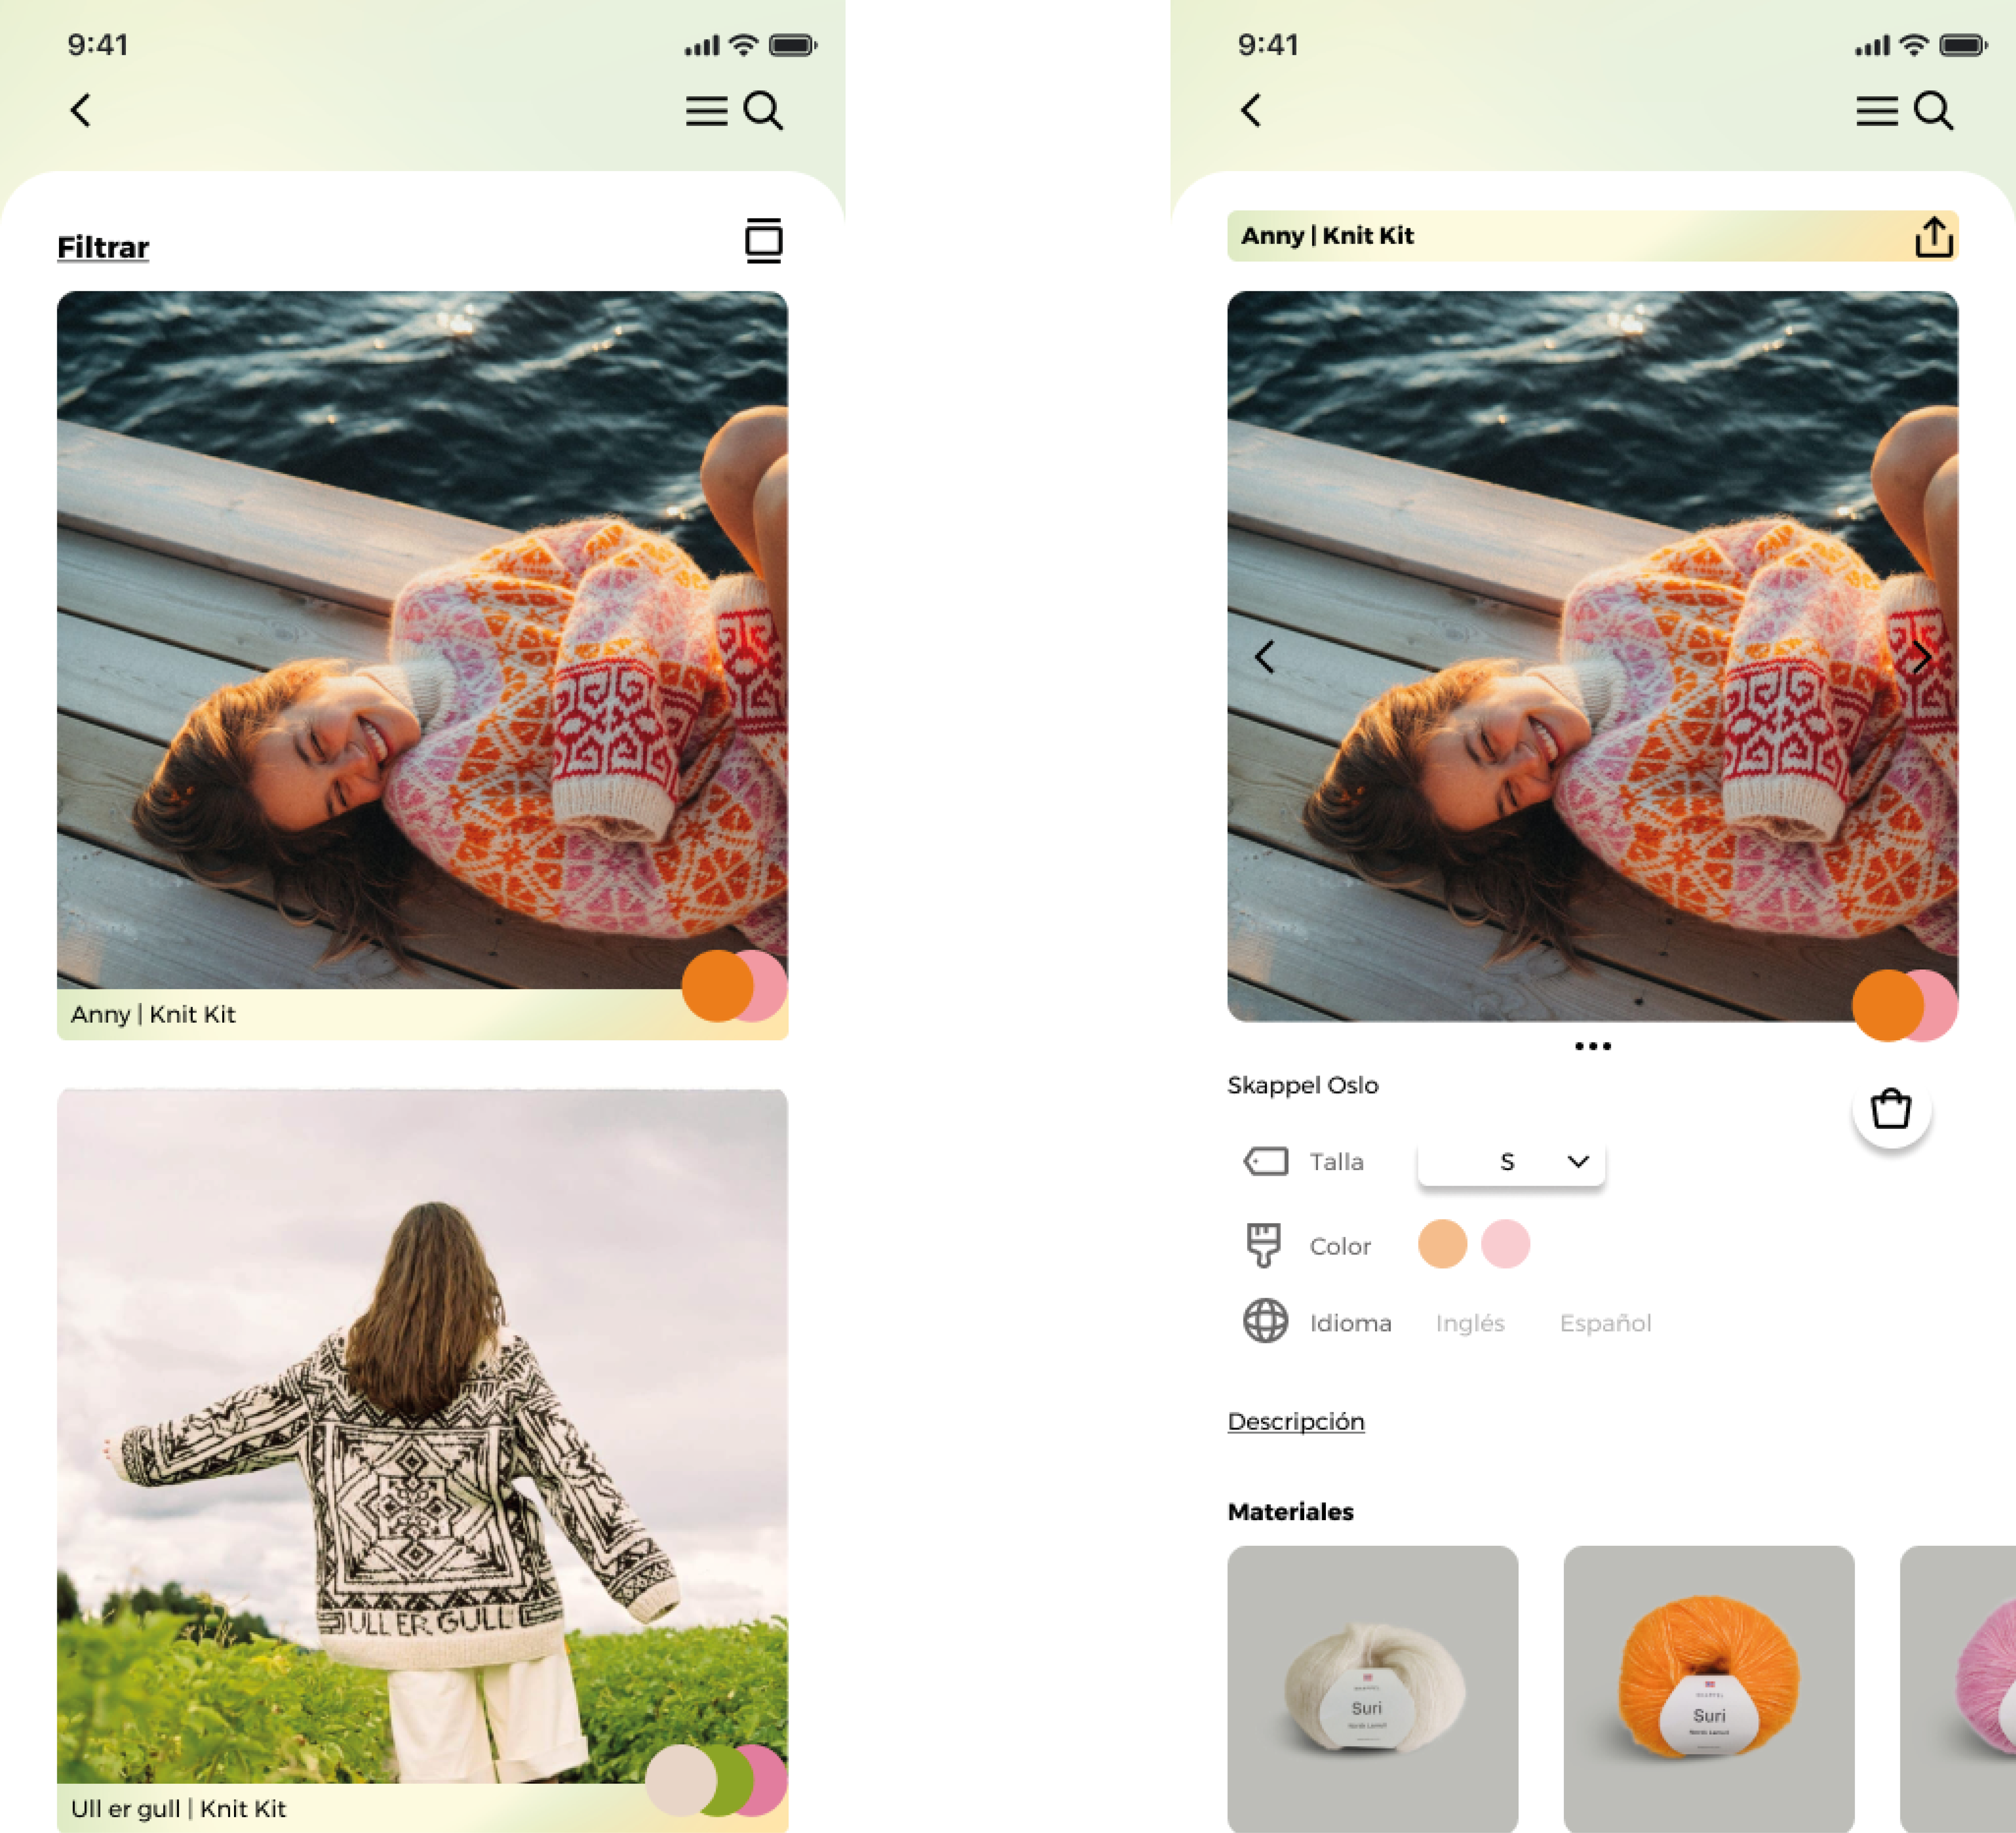 9:41
Filtrar
Anny | Knit Kit
ULL ER GULL
Ull er gull | Knit Kit
9:41
Anny | Knit Kit
Skappel Oslo
Talla S
Color
Idioma Inglés Español
Descripción
Materiales
Suri
Suri